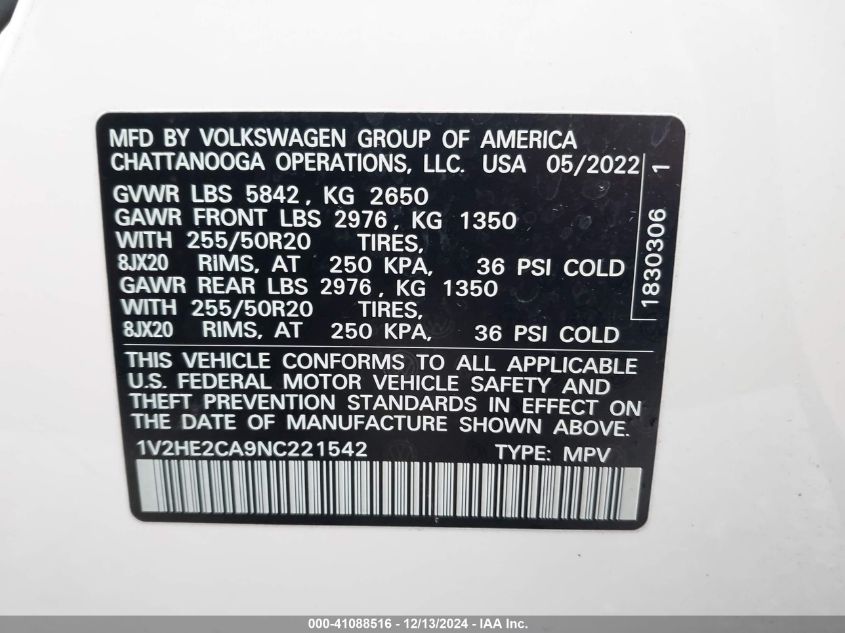 MFD BY VOLKSWAGEN GROUP OF AMERICA
CHATTANOOGA OPERATIONS, LLC. USA 05/2022
GVWR LBS 5842, KG 2650
GAWR FRONT LBS 2976, KG 1350
WITH 255/50R20 TIRES,
8JX20 RIMS, AT 250 KPA, 36 PSI COLD
GAWR REAR LBS 2976, KG 1350
WITH 255/50R20 TIRES,
8JX20 RIMS, AT 250 KPA, 36 PSI COLD
1830306 1
THIS VEHICLE CONFORMS TO ALL APPLICABLE
U.S. FEDERAL MOTOR VEHICLE SAFETY AND
THEFT PREVENTION STANDARDS IN EFFECT ON
THE DATE OF MANUFACTURE SHOWN ABOVE.
1V2HE2CA9NC221542 TYPE: MPV
000-41088516 - 12/13/2024 - IAA Inc.